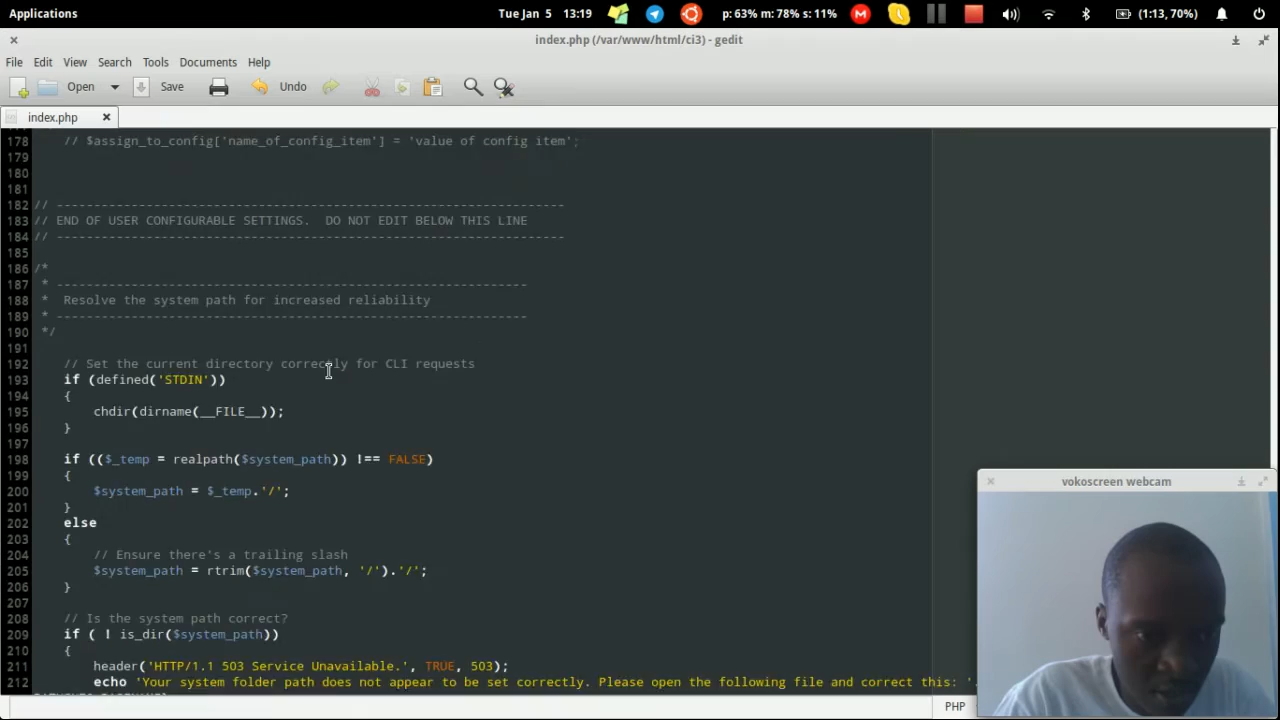 Applications
Tue Jan 5 13:19
p: 63% m: 78% s: 11%
(1:13, 70%)
index.php (/var/www/html/ci3) - gedit
File Edit View Search Tools Documents Help
Open Save Undo
index.php
178 // $assign_to_config['name_of_config_item'] = 'value of config item';
179
180
181
182 // --------------------------------------------------------------------
183 // END OF USER CONFIGURABLE SETTINGS.  DO NOT EDIT BELOW THIS LINE
184 // --------------------------------------------------------------------
185
186 /*
187 * ---------------------------------------------------------------
188 *  Resolve the system path for increased reliability
189 * ---------------------------------------------------------------
190 */
191
192 // Set the current directory correctly for CLI requests
193 if (defined('STDIN'))
194 {
195 chdir(dirname(__FILE__));
196 }
197
198 if (($_temp = realpath($system_path)) !== FALSE)
199 {
200 $system_path = $_temp.'/';
201 }
202 else
203 {
204 // Ensure there's a trailing slash
205 $system_path = rtrim($system_path, '/').'/';
206 }
207
208 // Is the system path correct?
209 if ( ! is_dir($system_path))
210 {
211 header('HTTP/1.1 503 Service Unavailable.', TRUE, 503);
212 echo 'Your system folder path does not appear to be set correctly. Please open the following file and correct this: '.
PHP
vokoscreen webcam